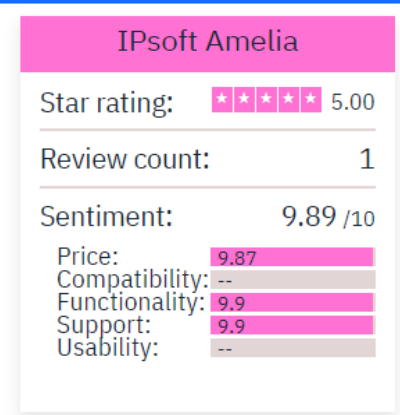 IPsoft Amelia
Star rating: 5.00
Review count: 1
Sentiment: 9.89 /10
Price: 9.87
Compatibility: --
Functionality: 9.9
Support: 9.9
Usability: --